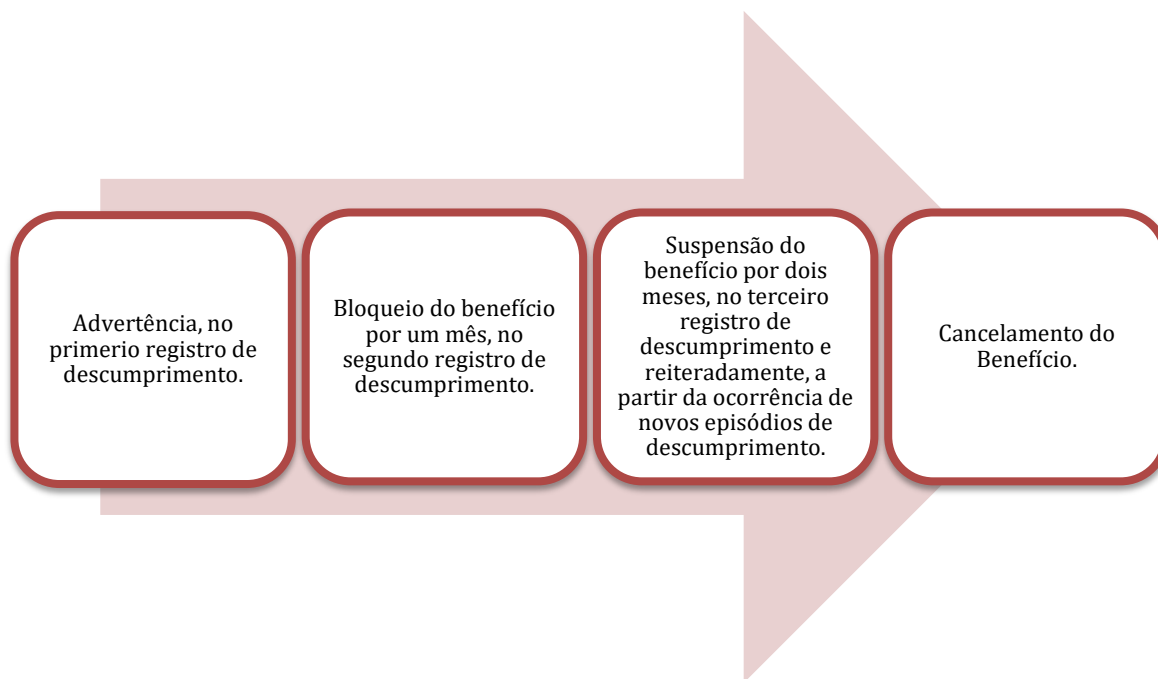 Advertência, no
primerio registro de
descumprimento.
Bloqueio do benefício
por um mês, no
segundo registro de
descumprimento.
Suspensão do
benefício por dois
meses, no terceiro
registro de
descumprimento e
reiteradamente, a
partir da ocorrência de
novos episódios de
descumprimento.
Cancelamento do
Benefício.